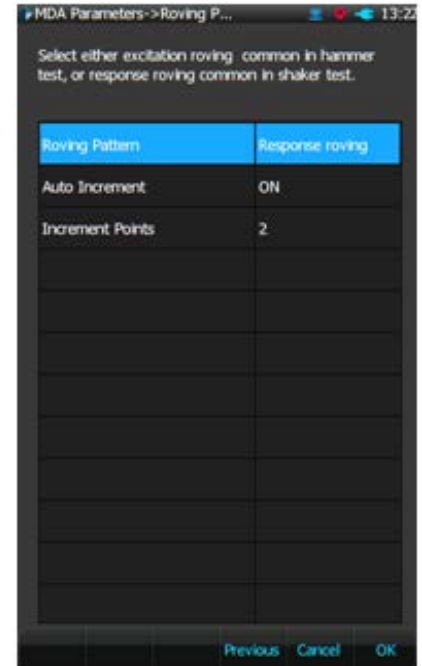 MDA Parameters->Roving P... 13:22
Select either excitation roving common in hammer
test, or response roving common in shaker test.
Roving Pattern Response roving
Auto Increment ON
Increment Points 2
Previous Cancel OK